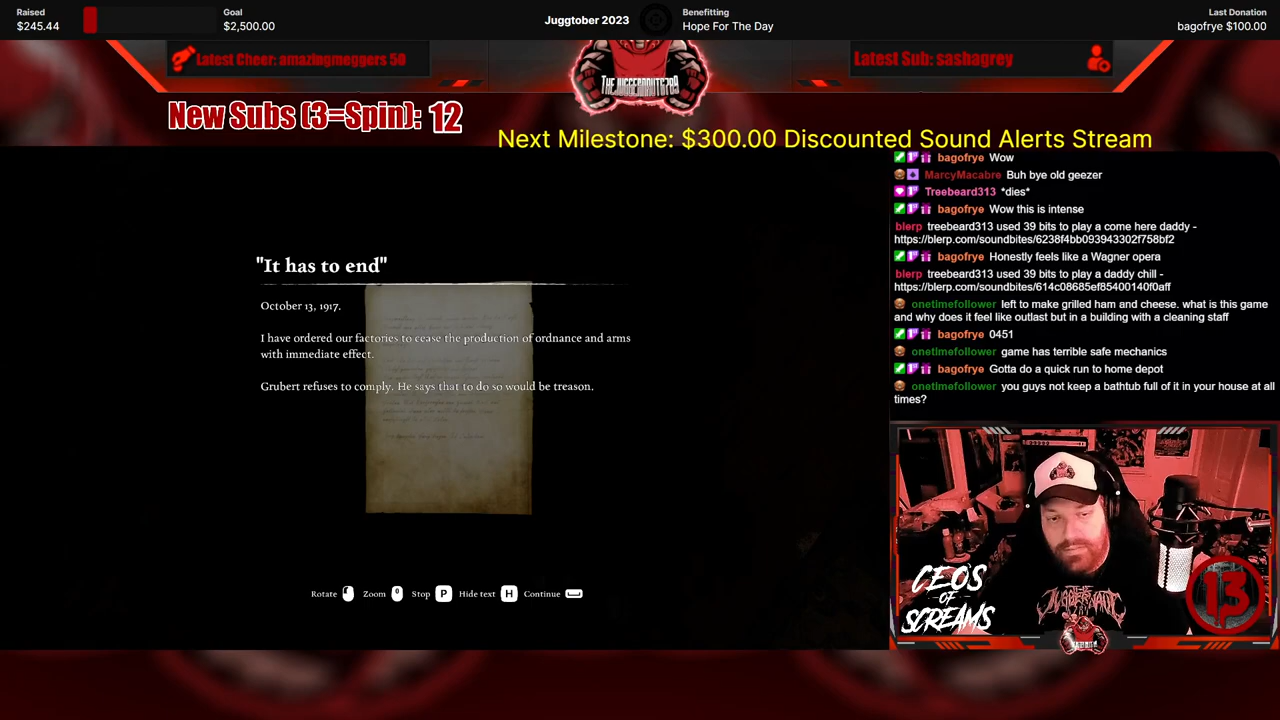 Raised
$245.44
Goal
$2,500.00
Juggtober 2023
Benefitting
Hope For The Day
Last Donation
bagofrye $100.00
Latest Cheer: amazingmeggers 50
THEJUGGERNAUT6789
Latest Sub: sashagrey
New Subs (3=Spin): 12
Next Milestone: $300.00 Discounted Sound Alerts Stream
bagofrye Wow
MarcyMacabre Buh bye old geezer
Treebeard313 *dies*
bagofrye Wow this is intense
blerp treebeard313 used 39 bits to play a come here daddy -
https://blerp.com/soundbites/6238f4bb093943302f758bf2
bagofrye Honestly feels like a Wagner opera
blerp treebeard313 used 39 bits to play a daddy chill -
https://blerp.com/soundbites/614c08685ef85400140f0aff
onetimefollower left to make grilled ham and cheese. what is this game
and why does it feel like outlast but in a building with a cleaning staff
bagofrye 0451
onetimefollower game has terrible safe mechanics
bagofrye Gotta do a quick run to home depot
onetimefollower you guys not keep a bathtub full of it in your house at all
times?
"It has to end"
October 13, 1917.
I have ordered our factories to cease the production of ordnance and arms
with immediate effect.
Grubert refuses to comply. He says that to do so would be treason.
Rotate Zoom Stop P Hide text H Continue
CEO'S
OF
SCREAMS
THE
JUGGERNAUT
13